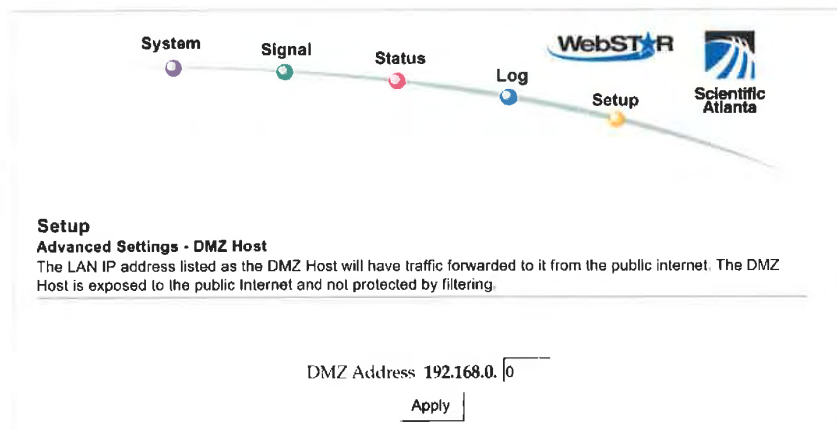 System
Signal
Status
Log
Setup
WebSTAR
Scientific
Atlanta
Setup
Advanced Settings - DMZ Host
The LAN IP address listed as the DMZ Host will have traffic forwarded to it from the public internet. The DMZ
Host is exposed to the public Internet and not protected by filtering.
DMZ Address 192.168.0. 0
Apply